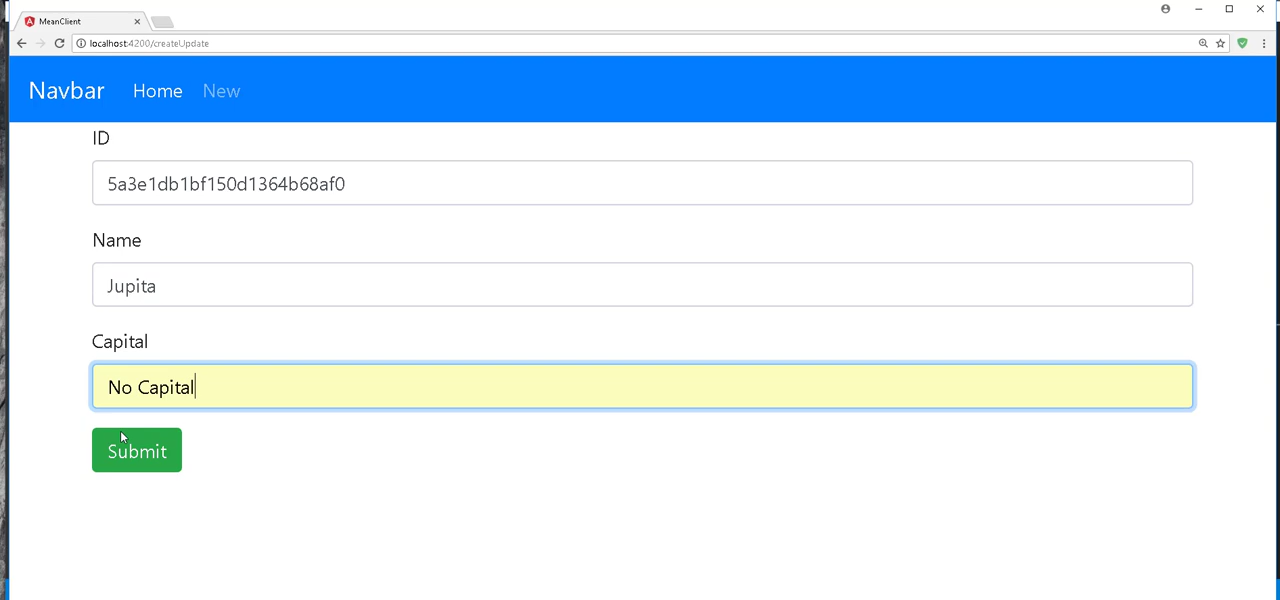 MeanClient
localhost:4200/createUpdate
Navbar Home New
ID
5a3e1db1bf150d1364b68af0
Name
Jupita
Capital
No Capital
Submit